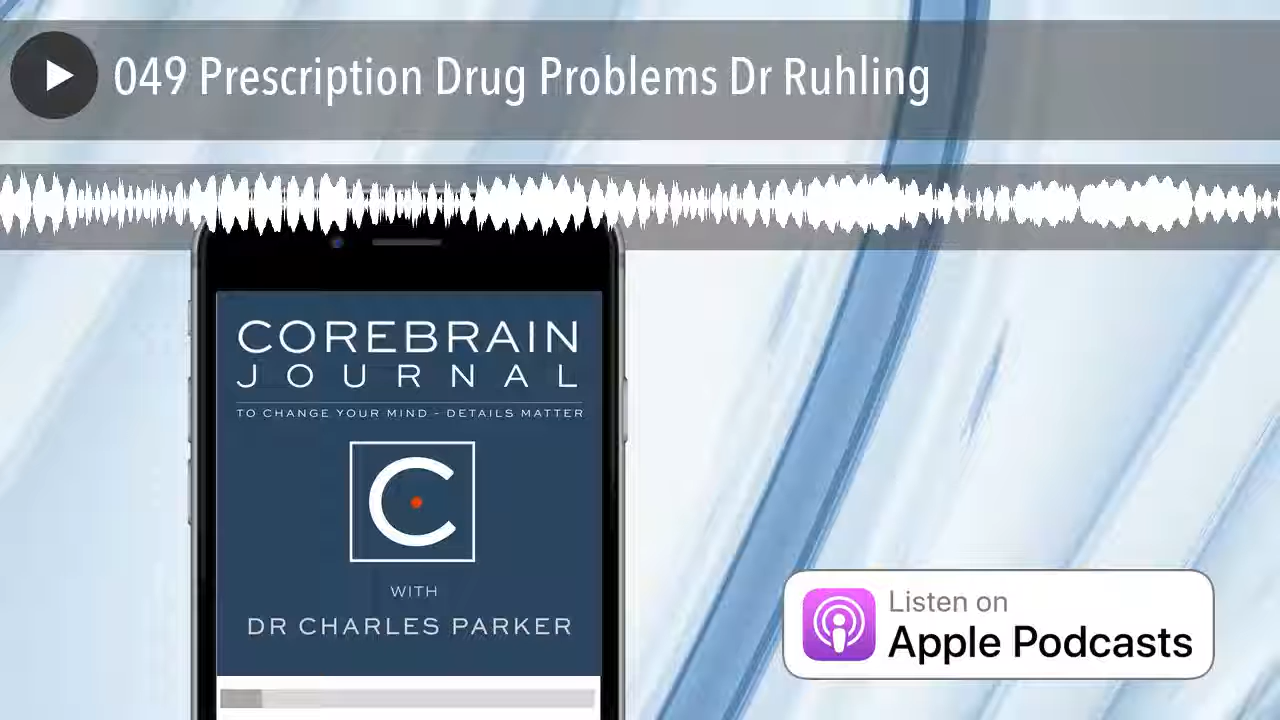 049 Prescription Drug Problems Dr Ruhling
COREBRAIN
JOURNAL
TO CHANGE YOUR MIND - DETAILS MATTER
C
WITH
DR CHARLES PARKER
Listen on
Apple Podcasts